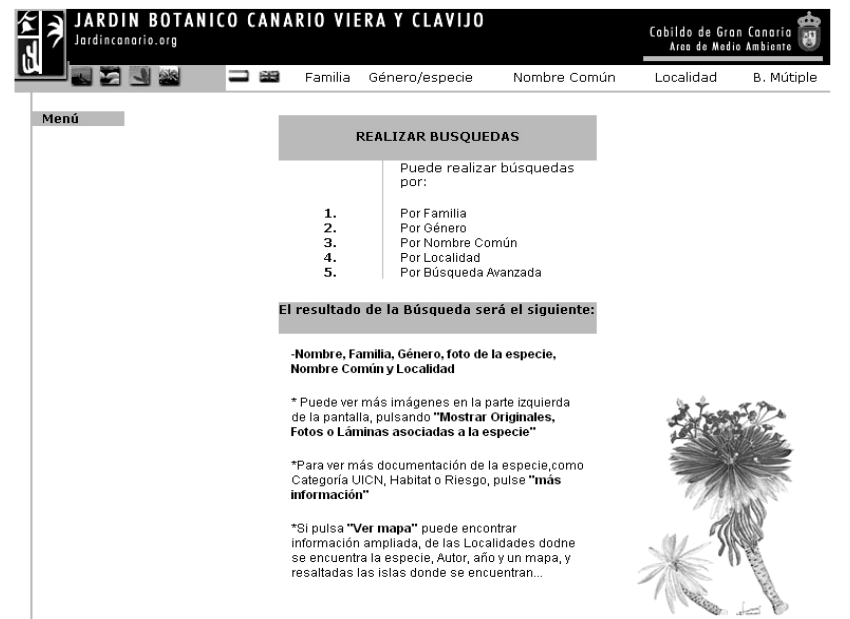 JARDIN BOTANICO CANARIO VIERA Y CLAVIJO
Jardincanario.org
Cabildo de Gran Canaria
Area de Medio Ambiente
Familia Género/especie Nombre Común Localidad B. Mútiple
Menú
REALIZAR BUSQUEDAS
Puede realizar búsquedas
por:
1. Por Familia
2. Por Género
3. Por Nombre Común
4. Por Localidad
5. Por Búsqueda Avanzada
El resultado de la Búsqueda será el siguiente:
-Nombre, Familia, Género, foto de la especie,
Nombre Común y Localidad
* Puede ver más imágenes en la parte izquierda
de la pantalla, pulsando "Mostrar Originales,
Fotos o Láminas asociadas a la especie"
*Para ver más documentación de la especie,como
Categoría UICN, Habitat o Riesgo, pulse "más
información"
*Si pulsa "Ver mapa" puede encontrar
información ampliada, de las Localidades dodne
se encuentra la especie, Autor, año y un mapa, y
resaltadas las islas donde se encuentran...